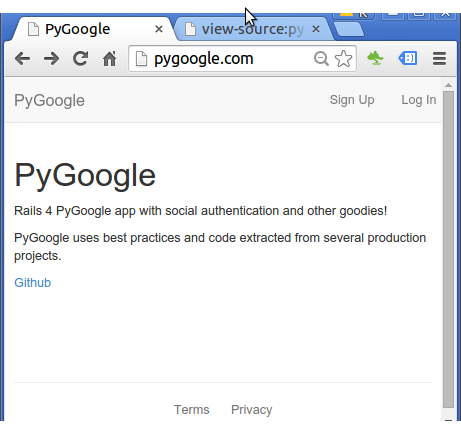 PyGoogle
view-source:py
pygoogle.com
PyGoogle
Sign Up
Log In
PyGoogle
Rails 4 PyGoogle app with social authentication and other goodies!
PyGoogle uses best practices and code extracted from several production
projects.
Github
Terms
Privacy